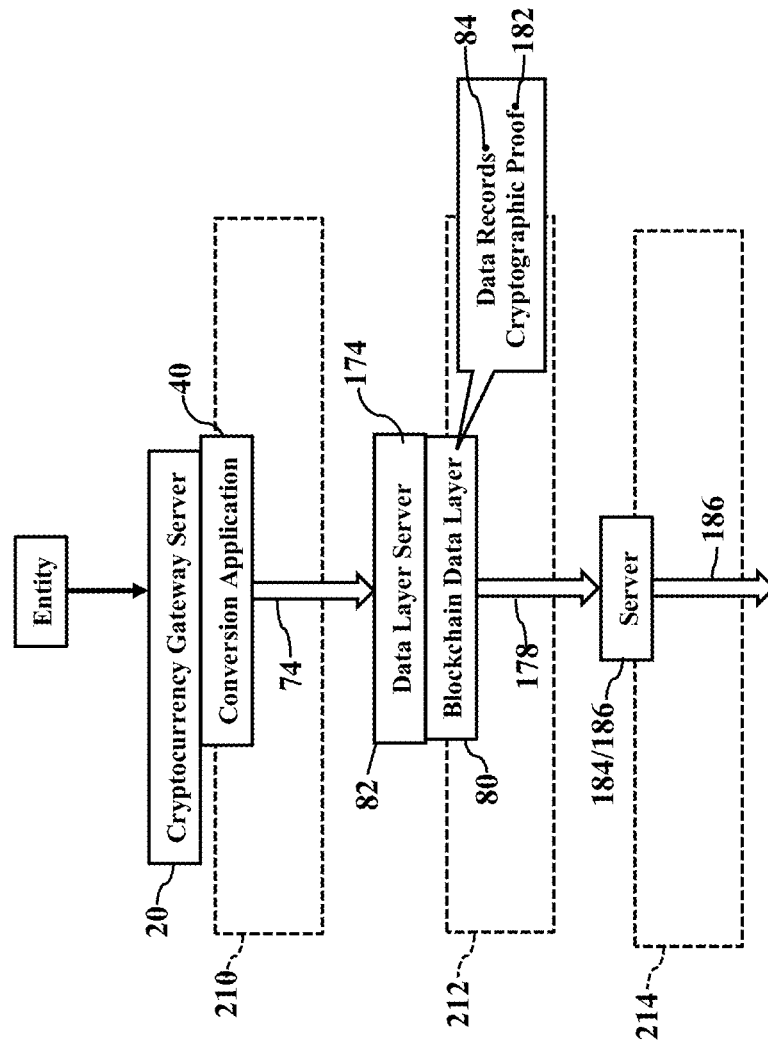 Entity
Cryptocurrency Gateway Server
20
Conversion Application
40
210
74
Data Layer Server
82
174
Blockchain Data Layer
80
Data Records•
84
Cryptographic Proof•
182
212
178
Server
184/186
186
214